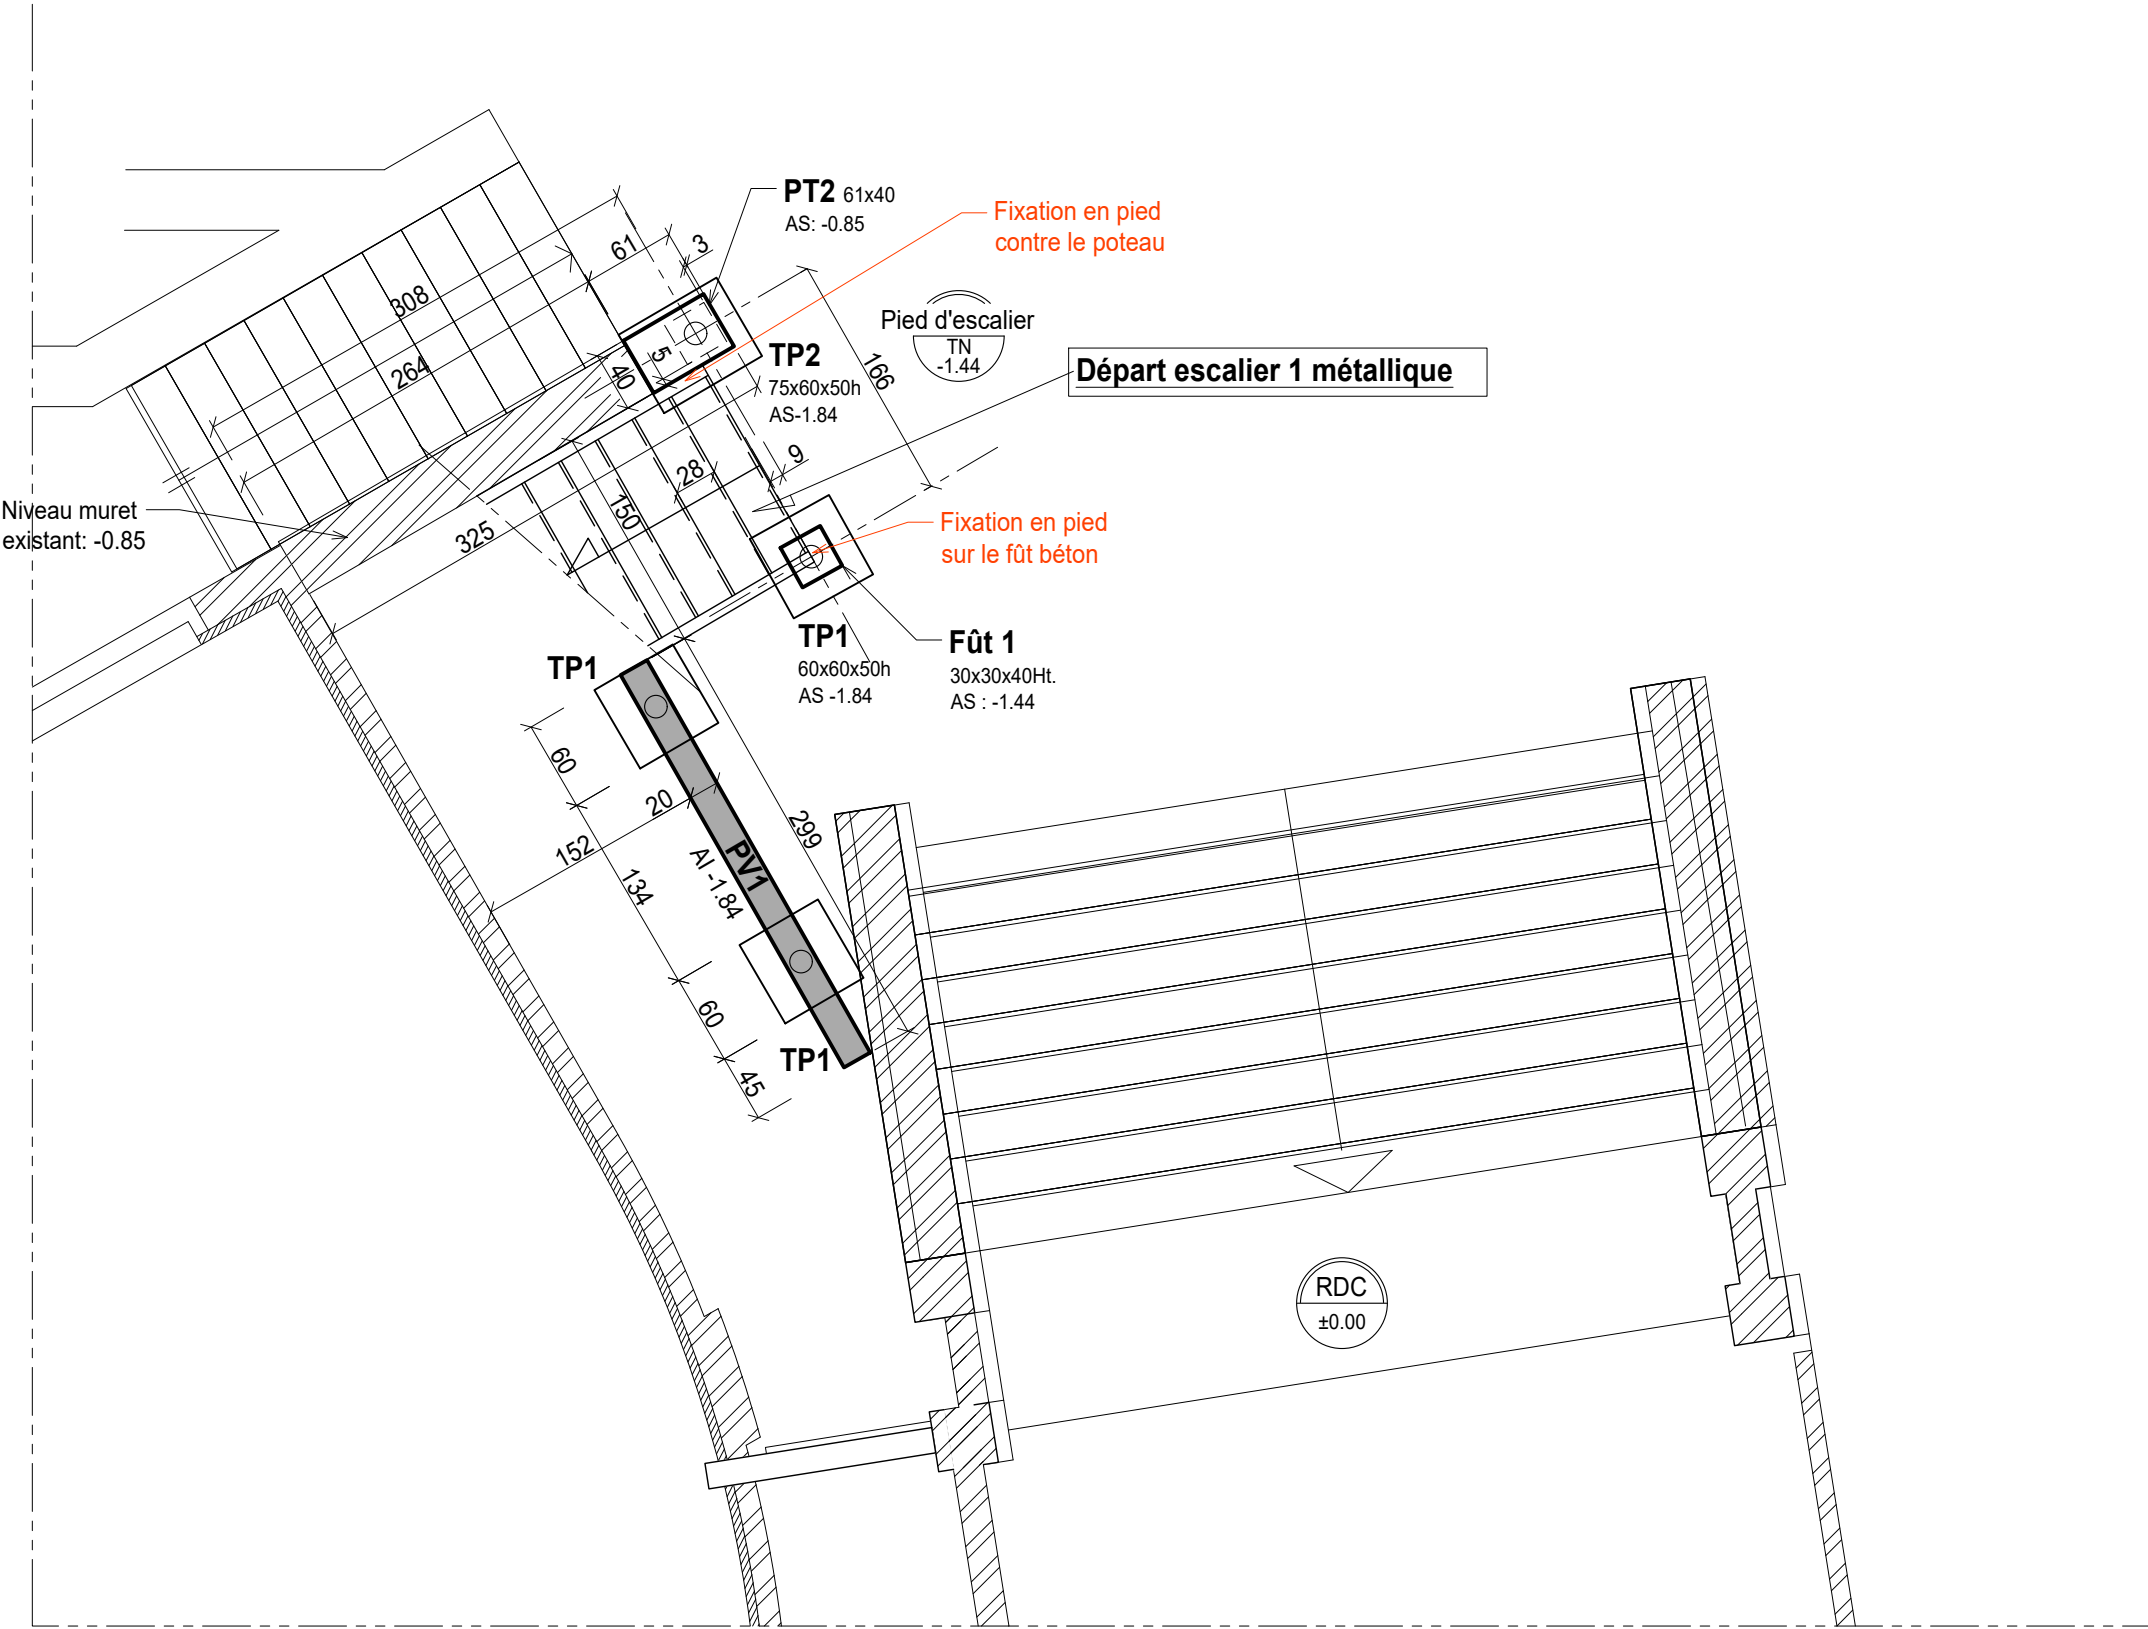 PT2 61x40
AS: -0.85
Fixation en pied
contre le poteau
61
3
308
264
5
40
Pied d'escalier
TN
-1.44
166
TP2
75x60x50h
AS-1.84
Départ escalier 1 métallique
9
28
150
325
Niveau muret
existant: -0.85
Fixation en pied
sur le fût béton
TP1
60x60x50h
AS -1.84
Fût 1
30x30x40Ht.
AS : -1.44
TP1
60
20
152
134
299
PV1
AI -1.84
60
TP1
45
RDC
±0.00